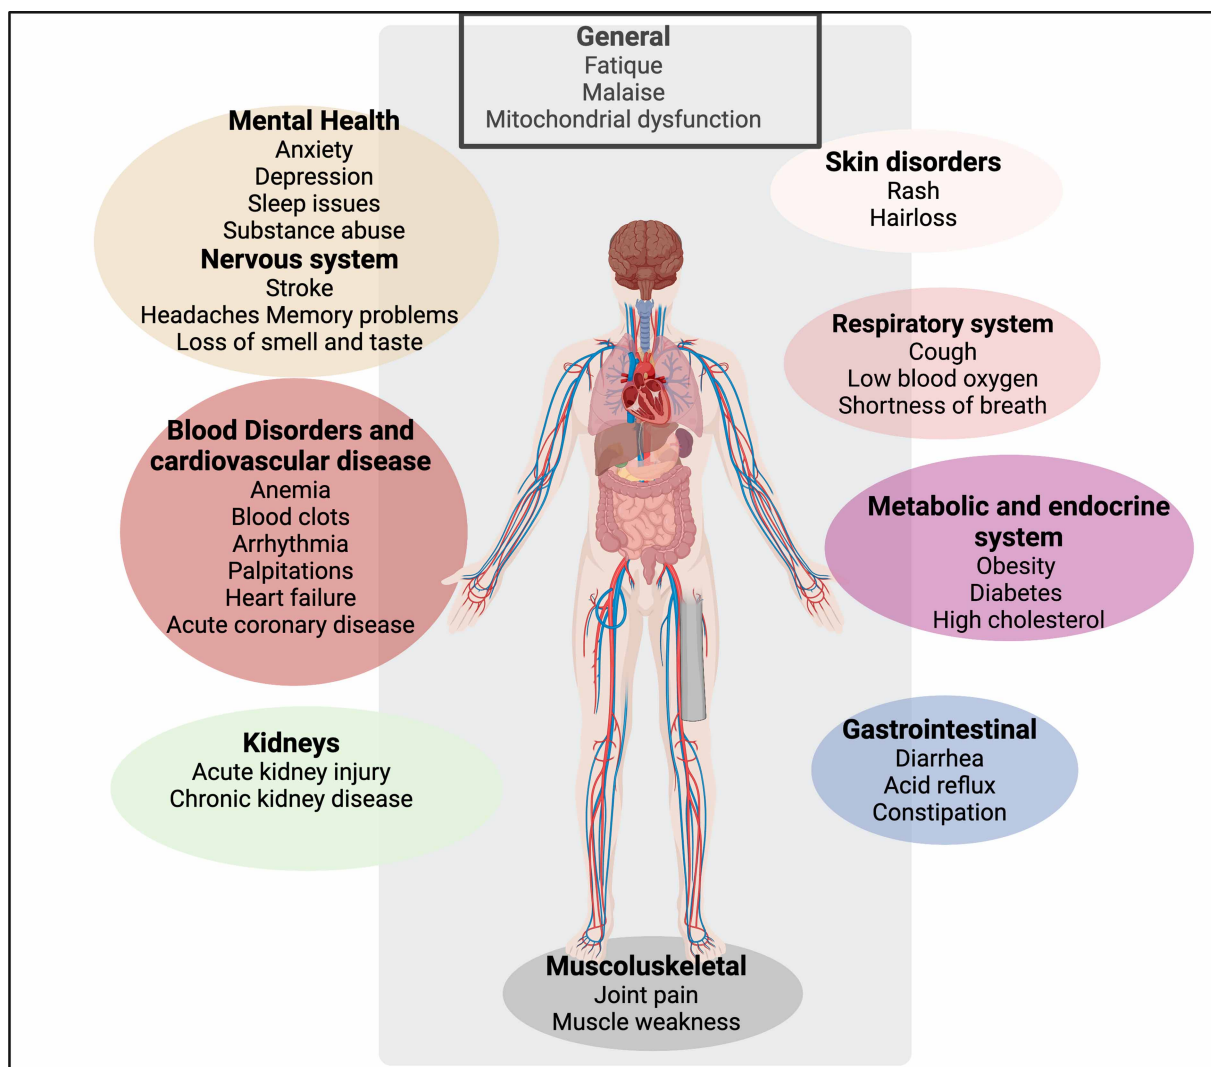 General
Fatique
Malaise
Mitochondrial dysfunction
Mental Health
Anxiety
Depression
Sleep issues
Substance abuse
Nervous system
Stroke
Headaches Memory problems
Loss of smell and taste
Blood Disorders and
cardiovascular disease
Anemia
Blood clots
Arrhythmia
Palpitations
Heart failure
Acute coronary disease
Kidneys
Acute kidney injury
Chronic kidney disease
Skin disorders
Rash
Hairloss
Respiratory system
Cough
Low blood oxygen
Shortness of breath
Metabolic and endocrine
system
Obesity
Diabetes
High cholesterol
Gastrointestinal
Diarrhea
Acid reflux
Constipation
Muscoluskeletal
Joint pain
Muscle weakness